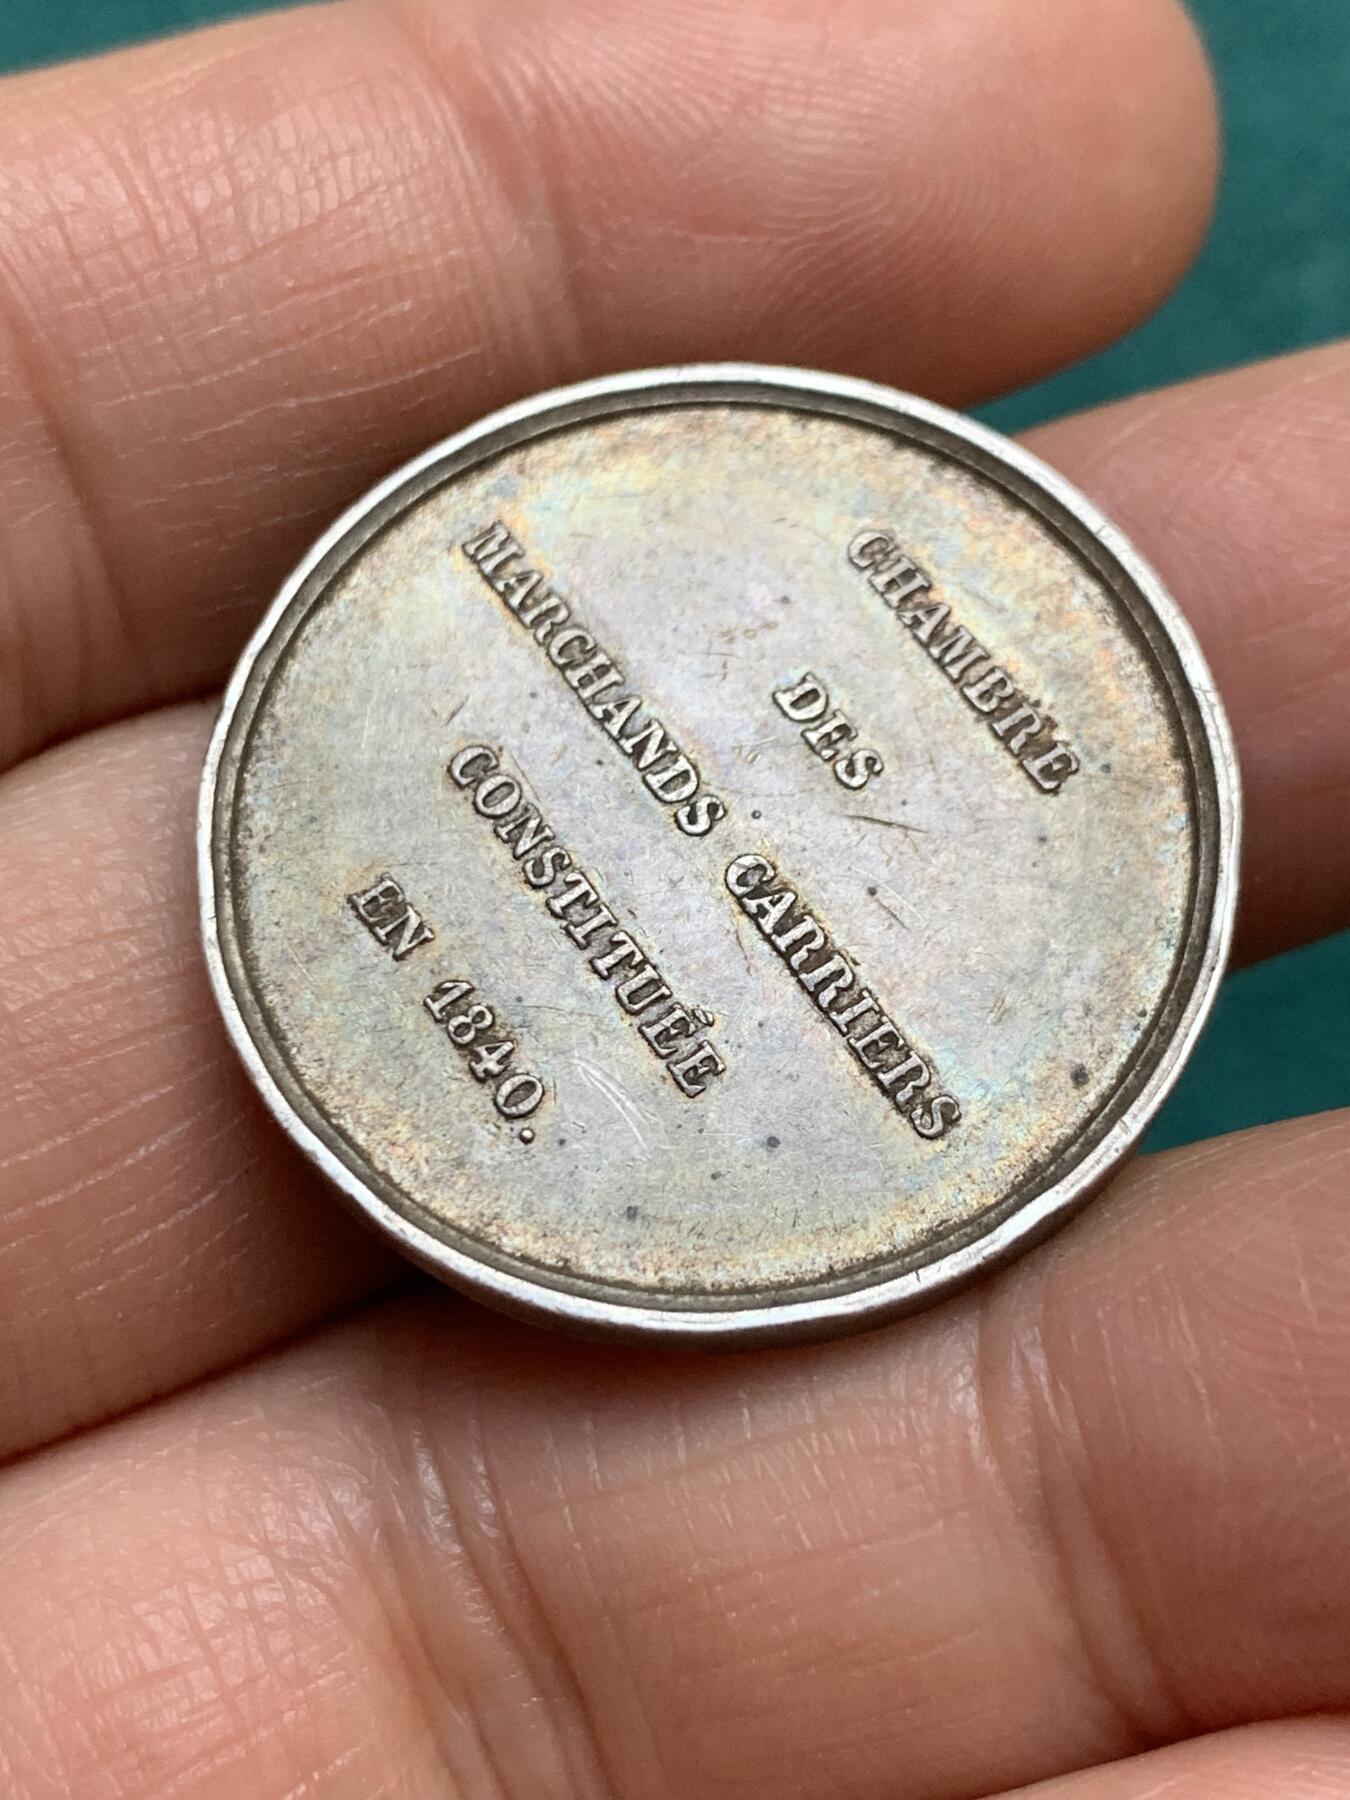 CHAMBRE
DES
MARCHANDS CARRIERS
CONSTITUÉE
EN 1840.